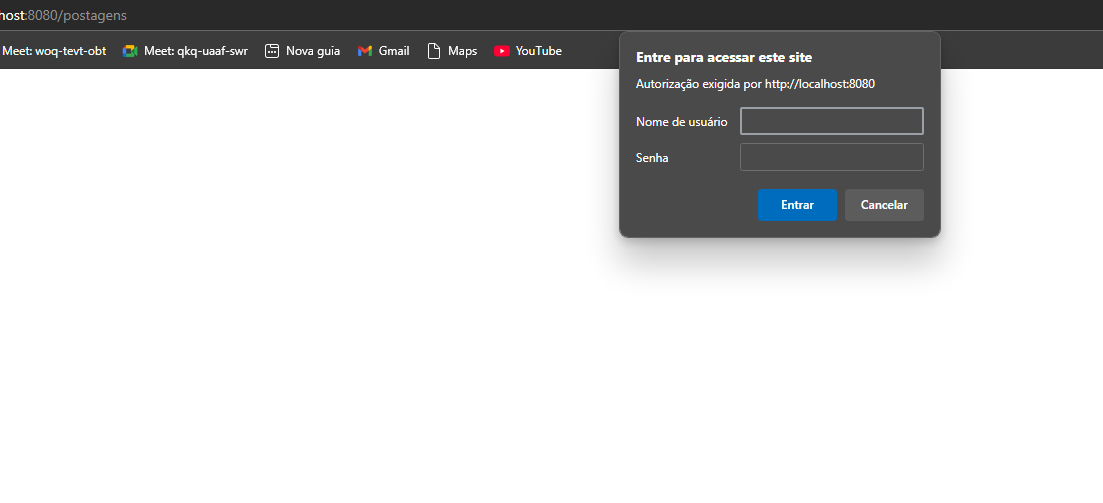 host:8080/postagens
Meet: woq-tevt-obt Meet: qkq-uaaf-swr Nova guia Gmail Maps YouTube
Entre para acessar este site
Autorização exigida por http://localhost:8080
Nome de usuário
Senha
Entrar Cancelar